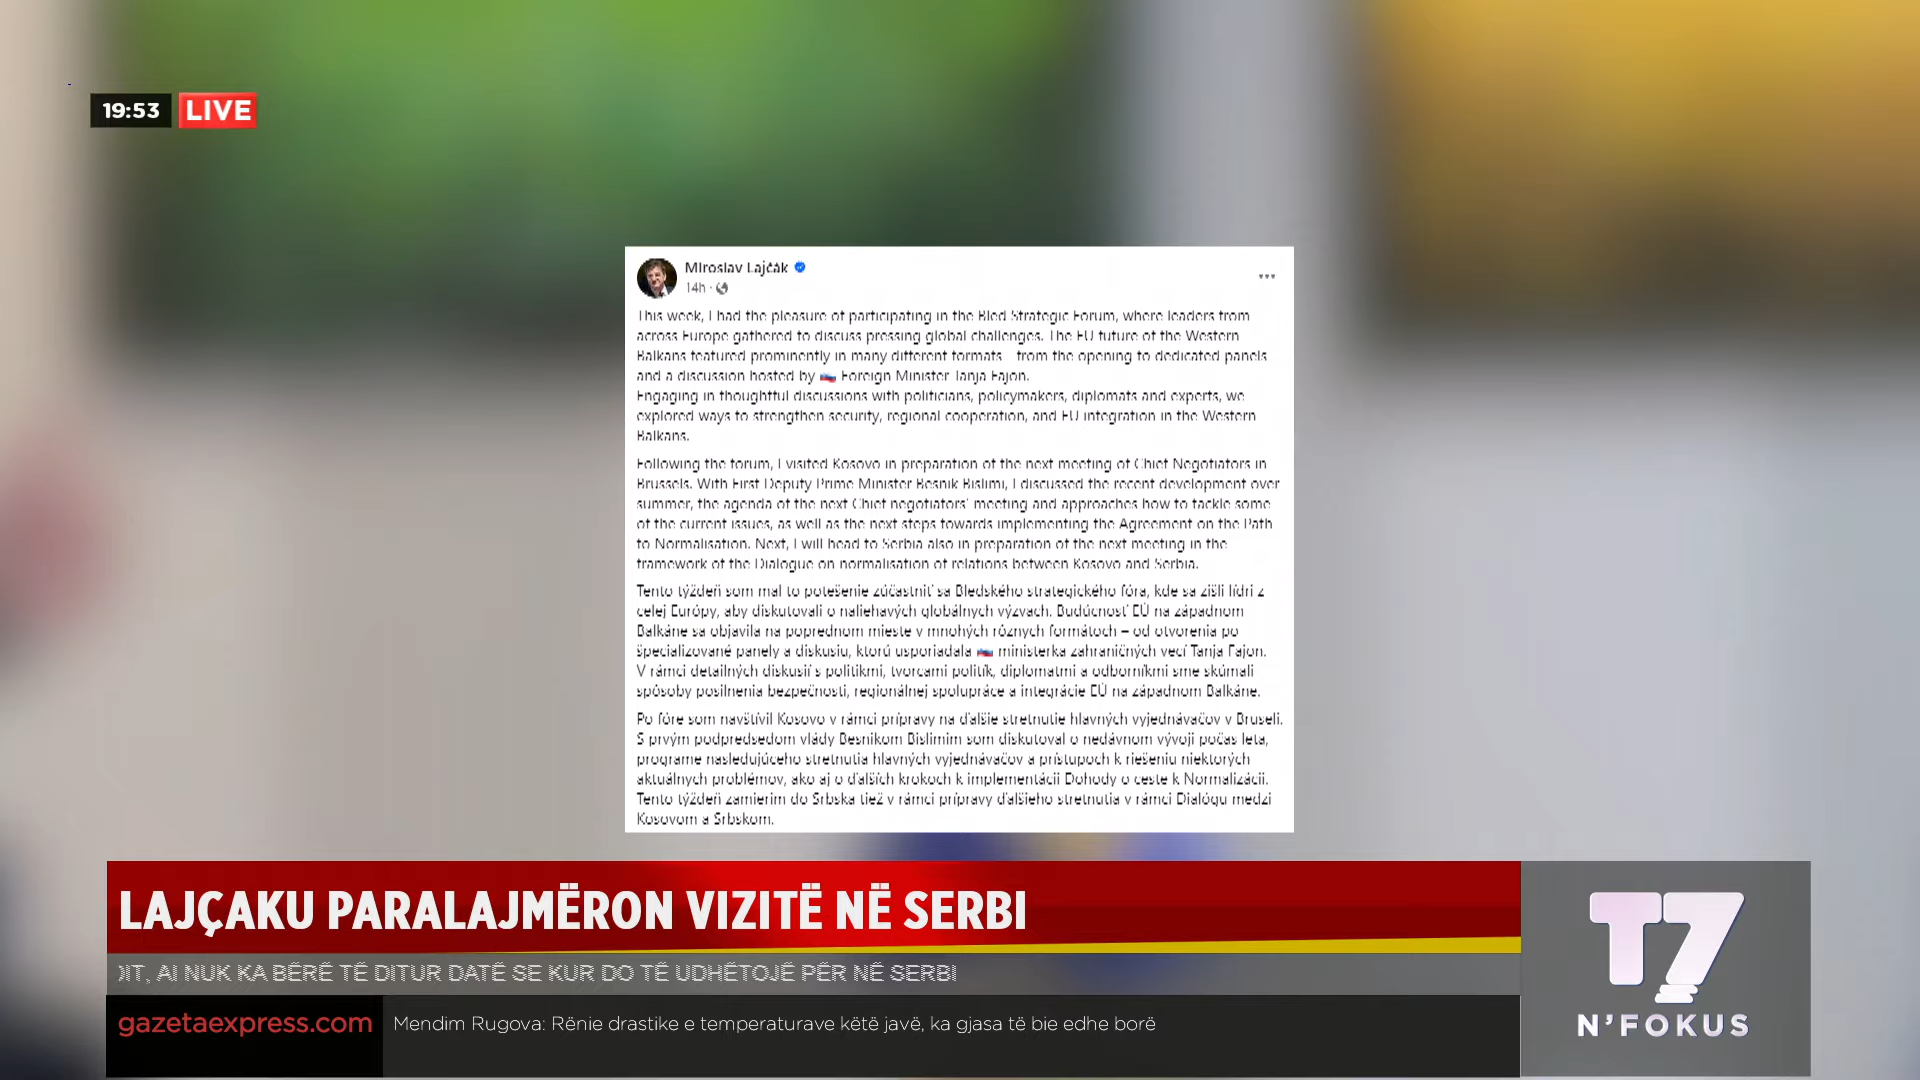 19:53 LIVE
Miroslav Lajčák
14h
This week, I had the pleasure of participating in the Bled Strategic Forum, where leaders from
across Europe gathered to discuss pressing global challenges. The EU future of the Western
Balkans featured prominently in many different formats – from the opening to dedicated panels
and a discussion hosted by 🇸🇮 Foreign Minister Tanja Fajon.
Engaging in thoughtful discussions with politicians, policymakers, diplomats and experts, we
explored ways to strengthen security, regional cooperation, and EU integration in the Western
Balkans.
Following the forum, I visited Kosovo in preparation of the next meeting of Chief Negotiators in
Brussels. With First Deputy Prime Minister Besnik Bislimi, I discussed the recent development over
summer, the agenda of the next Chief negotiators' meeting and approaches how to tackle some
of the current issues, as well as the next steps towards implementing the Agreement on the Path
to Normalisation. Next, I will head to Serbia also in preparation of the next meeting in the
framework of the Dialogue on normalisation of relations between Kosovo and Serbia.
Tento týždeň som mal to potešenie zúčastniť sa Bledského strategického fóra, kde sa zišli lídri z
celej Európy, aby diskutovali o naliehavých globálnych výzvach. Budúcnosť EÚ na západnom
Balkáne sa objavila na poprednom mieste v mnohých rôznych formátoch – od otvorenia po
špecializované panely a diskusiu, ktorú usporiadala 🇸🇮 ministerka zahraničných vecí Tanja Fajon.
V rámci detailných diskusií s politikmi, tvorcami politík, diplomatmi a odborníkmi sme skúmali
spôsoby posilnenia bezpečnosti, regionálnej spolupráce a integrácie EÚ na západnom Balkáne.
Po fóre som navštívil Kosovo v rámci prípravy na ďalšie stretnutie hlavných vyjednávačov v Bruseli.
S prvým podpredsedom vlády Besnikom Bislimim som diskutoval o nedávnom vývoji počas leta,
programe nasledujúceho stretnutia hlavných vyjednávačov a prístupoch k riešeniu niektorých
aktuálnych problémov, ako aj o ďalších krokoch k implementácii Dohody o ceste k Normalizácii.
Tento týždeň zamierim do Srbska tiež v rámci prípravy ďalšieho stretnutia v rámci Dialógu medzi
Kosovom a Srbskom.
LAJÇAKU PARALAJMËRON VIZITË NË SERBI
IT, AI NUK KA BËRË TË DITUR DATË SE KUR DO TË UDHËTOJË PËR NË SERBI
gazetaexpress.com Mendim Rugova: Rënie drastike e temperaturave këtë javë, ka gjasa të bie edhe borë
T7
N'FOKUS